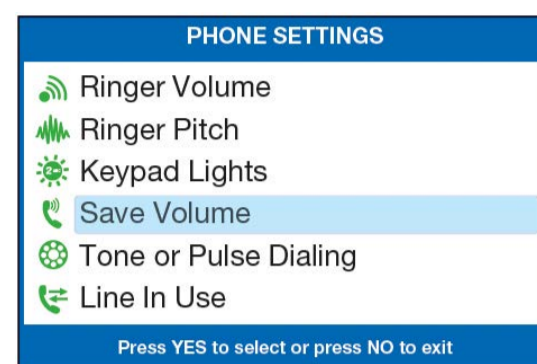 PHONE SETTINGS
Ringer Volume
Ringer Pitch
Keypad Lights
Save Volume
Tone or Pulse Dialing
Line In Use
Press YES to select or press NO to exit